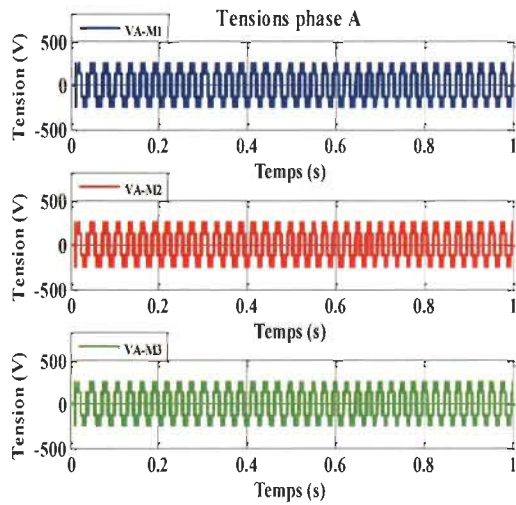 Tensions phase A
VA-M1
Tension (V)
500
0
-500
0 0.2 0.4 0.6 0.8 1
Temps (s)
VA-M2
Tension (V)
500
0
-500
0 0.2 0.4 0.6 0.8 1
Temps (s)
VA-M3
Tension (V)
500
0
-500
0 0.2 0.4 0.6 0.8 1
Temps (s)